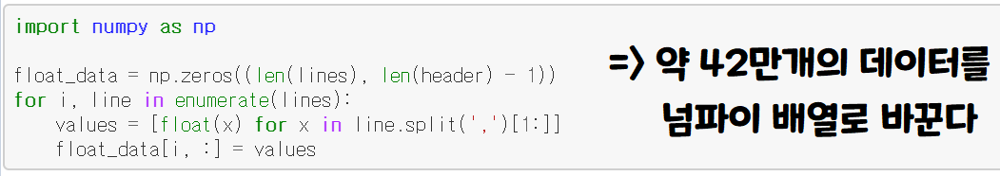 import numpy as np
float_data = np.zeros((len(lines), len(header) - 1))
for i, line in enumerate(lines):
    values = [float(x) for x in line.split(',')[1:]]
    float_data[i, :] = values
=> 약 42만개의 데이터를
넘파이 배열로 바꾼다